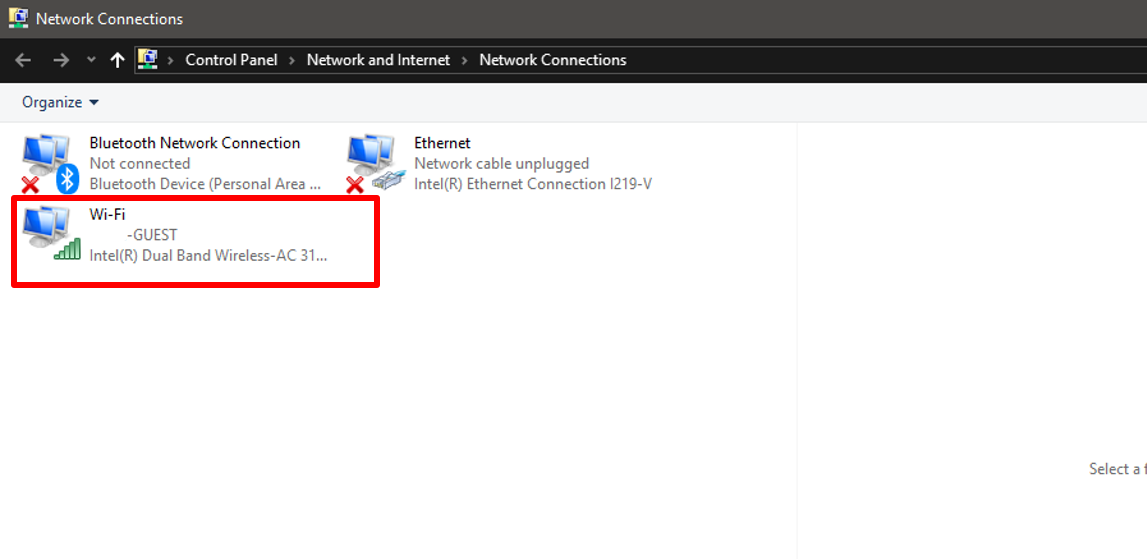 Network Connections
Control Panel > Network and Internet > Network Connections
Organize
Bluetooth Network Connection
Not connected
Bluetooth Device (Personal Area ...
Ethernet
Network cable unplugged
Intel(R) Ethernet Connection I219-V
Wi-Fi
-GUEST
Intel(R) Dual Band Wireless-AC 31...
Select a f